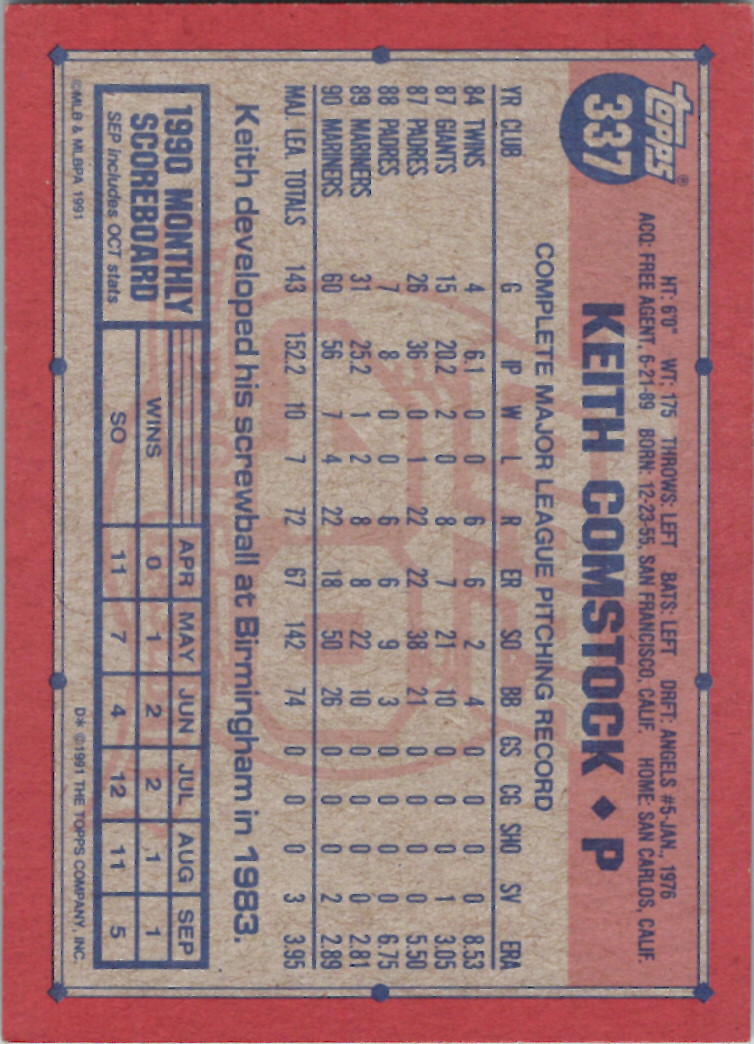 topps®
337
HT: 6'0" WT: 175 THROWS: LEFT BATS: LEFT DRFT: ANGELS #5-JAN., 1976
ACQ: FREE AGENT, 6-21-89 BORN: 12-23-55, SAN FRANCISCO, CALIF. HOME: SAN CARLOS, CALIF.
KEITH COMSTOCK ♦ P
COMPLETE MAJOR LEAGUE PITCHING RECORD
YR CLUB G IP W L R ER SO BB GS CG SHO SV ERA
84 TWINS 4 6.1 0 0 6 6 2 4 0 0 0 0 8.53
87 GIANTS 15 20.2 2 0 8 7 21 10 0 0 0 1 3.05
87 PADRES 26 36 0 1 22 22 38 21 0 0 0 0 5.50
88 PADRES 7 8 0 0 6 6 9 3 0 0 0 0 6.75
89 MARINERS 31 25.2 1 2 8 8 22 10 0 0 0 0 2.81
90 MARINERS 60 56 7 4 22 18 50 26 0 0 0 2 2.89
MAJ. LEA. TOTALS 143 152.2 10 7 72 67 142 74 0 0 0 3 3.95
Keith developed his screwball at Birmingham in 1983.
1990 MONTHLY
SCOREBOARD
SEP includes OCT stats
APR MAY JUN JUL AUG SEP
WINS 0 1 2 2 1 1
SO 11 7 4 12 11 5
©MLB & MLBPA 1991
D* ©1991 THE TOPPS COMPANY, INC.